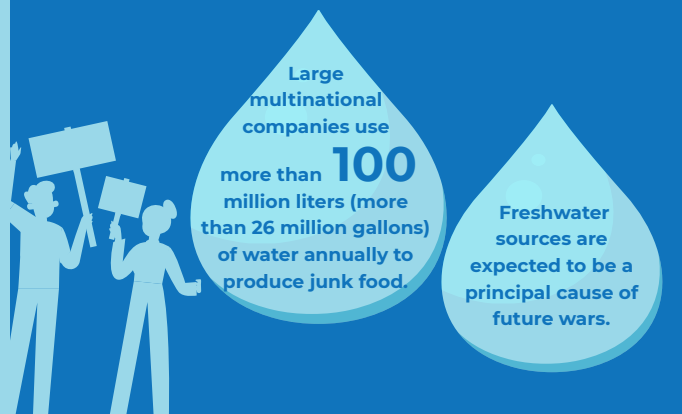 Large
multinational
companies use
more than 100
million liters (more
than 26 million gallons)
of water annually to
produce junk food.
Freshwater
sources are
expected to be a
principal cause of
future wars.